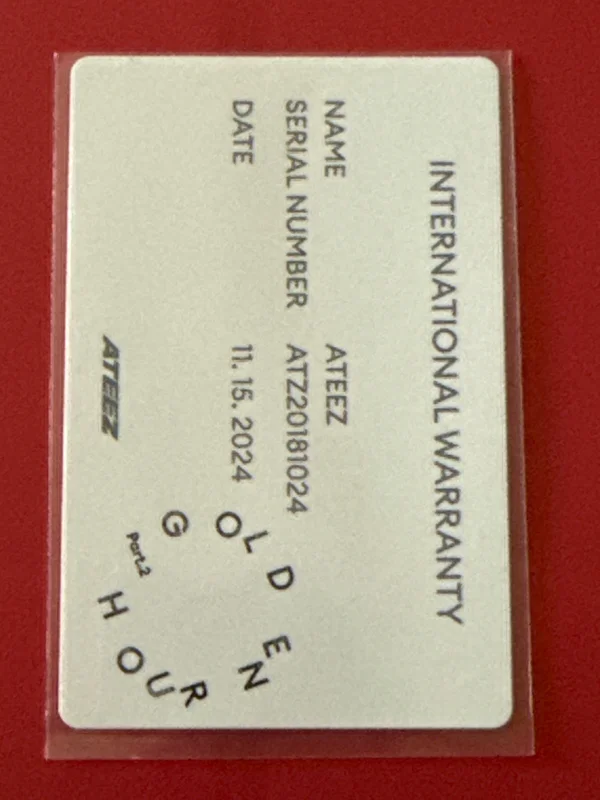 INTERNATIONAL WARRANTY
NAME ATEEZ
SERIAL NUMBER ATZ20181024
DATE 11. 15. 2024
GOLDEN
HOUR
Part.2
ATEEZ